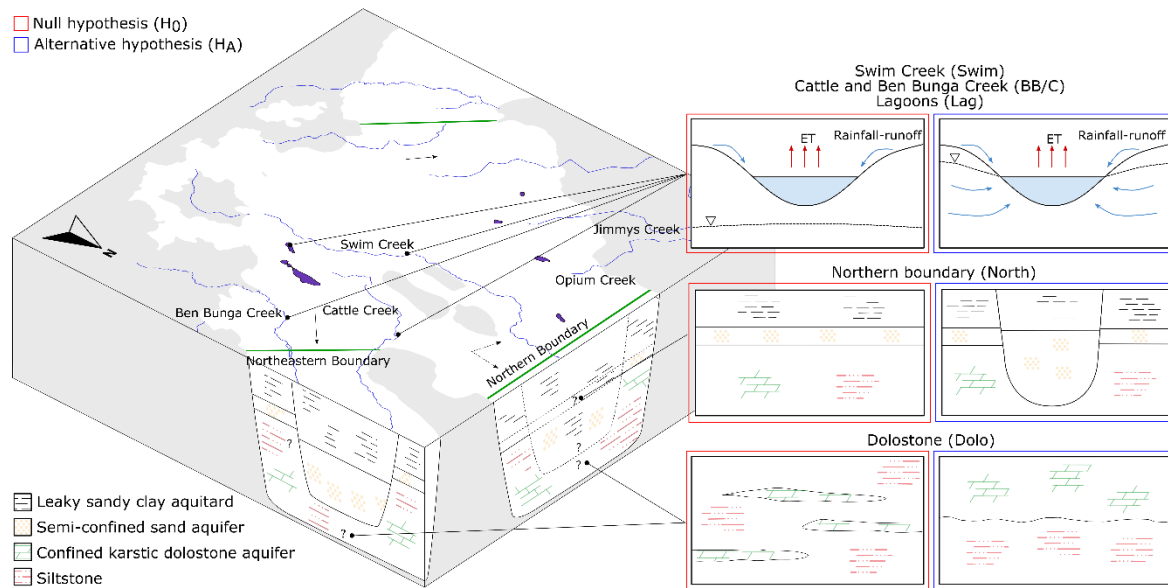 Null hypothesis (H0)
Alternative hypothesis (HA)
Swim Creek (Swim)
Cattle and Ben Bunga Creek (BB/C)
Lagoons (Lag)
ET
Rainfall-runoff
ET
Rainfall-runoff
N
Swim Creek
Jimmys Creek
Opium Creek
Ben Bunga Creek
Cattle Creek
Northeastern Boundary
Northern Boundary
Northern boundary (North)
?
?
?
?
?
Dolostone (Dolo)
Leaky sandy clay aquitard
Semi-confined sand aquifer
Confined karstic dolostone aquifer
Siltstone